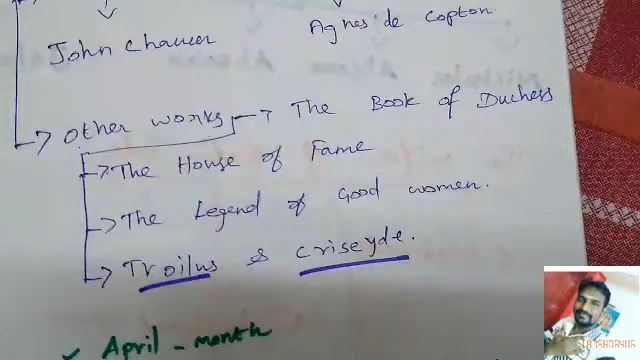 John Chaucer
Agnes de Copton
Other works → The Book of Duchess
→ The House of Fame
→ The Legend of Good women.
→ Troilus & Criseyde.
✓ April - month